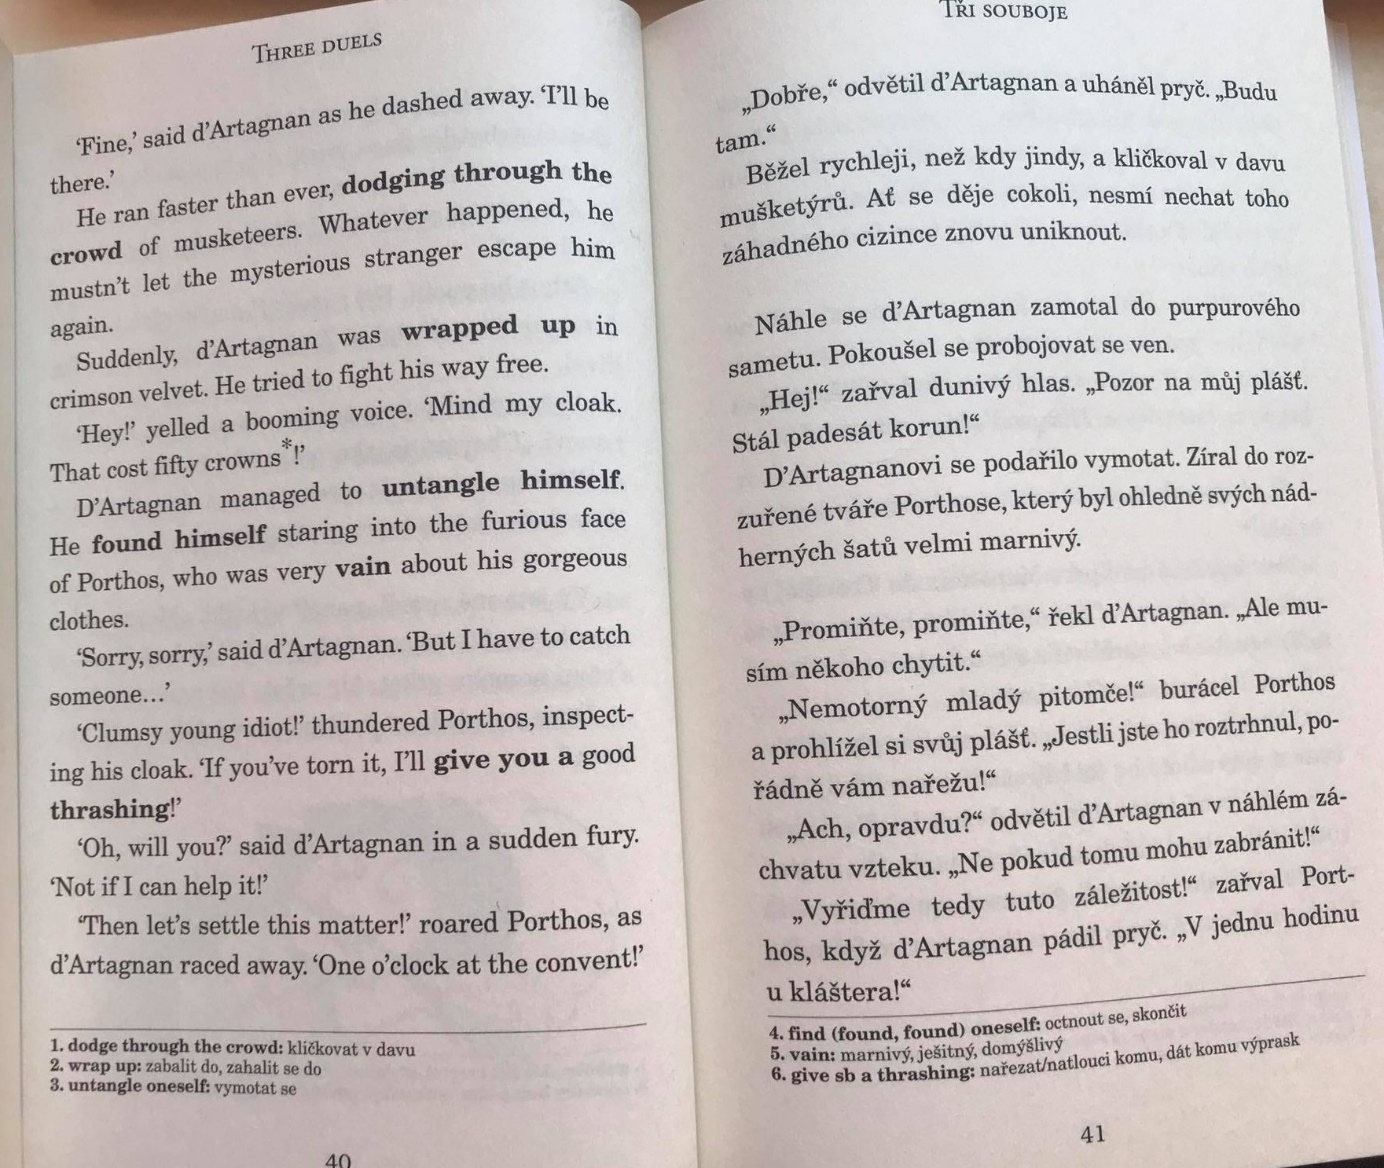 THREE DUELS
‘Fine,’ said d’Artagnan as he dashed away. ‘I’ll be
there.’
He ran faster than ever, dodging through the
crowd of musketeers. Whatever happened, he
mustn’t let the mysterious stranger escape him
again.
Suddenly, d’Artagnan was wrapped up in
crimson velvet. He tried to fight his way free.
‘Hey!’ yelled a booming voice. ‘Mind my cloak.
That cost fifty crowns*!’
D’Artagnan managed to untangle himself.
He found himself staring into the furious face
of Porthos, who was very vain about his gorgeous
clothes.
‘Sorry, sorry,’ said d’Artagnan. ‘But I have to catch
someone…’
‘Clumsy young idiot!’ thundered Porthos, inspect-
ing his cloak. ‘If you’ve torn it, I’ll give you a good
thrashing!’
‘Oh, will you?’ said d’Artagnan in a sudden fury.
‘Not if I can help it!’
‘Then let’s settle this matter!’ roared Porthos, as
d’Artagnan raced away. ‘One o’clock at the convent!’
1. dodge through the crowd: kličkovat v davu
2. wrap up: zabalit do, zahalit se do
3. untangle oneself: vymotat se
40
TŘI SOUBOJE
„Dobře,“ odvětil d’Artagnan a uháněl pryč. „Budu
tam.“
Běžel rychleji, než kdy jindy, a kličkoval v davu
mušketýrů. Ať se děje cokoli, nesmí nechat toho
záhadného cizince znovu uniknout.
Náhle se d’Artagnan zamotal do purpurového
sametu. Pokoušel se probojovat se ven.
„Hej!“ zařval dunivý hlas. „Pozor na můj plášť.
Stál padesát korun!“
D’Artagnanovi se podařilo vymotat. Zíral do roz-
zuřené tváře Porthose, který byl ohledně svých nád-
herných šatů velmi marnivý.
„Promiňte, promiňte,“ řekl d’Artagnan. „Ale mu-
sím někoho chytit.“
„Nemotorný mladý pitomče!“ burácel Porthos
a prohlížel si svůj plášť. „Jestli jste ho roztrhnul, po-
řádně vám nařežu!“
„Ach, opravdu?“ odvětil d’Artagnan v náhlém zá-
chvatu vzteku. „Ne pokud tomu mohu zabránit!“
„Vyřiďme tedy tuto záležitost!“ zařval Port-
hos, když d’Artagnan pádil pryč. „V jednu hodinu
u kláštera!“
4. find (found, found) oneself: octnout se, skončit
5. vain: marnivý, ješitný, domýšlivý
6. give sb a thrashing: nařezat/natlouci komu, dát komu výprask
41